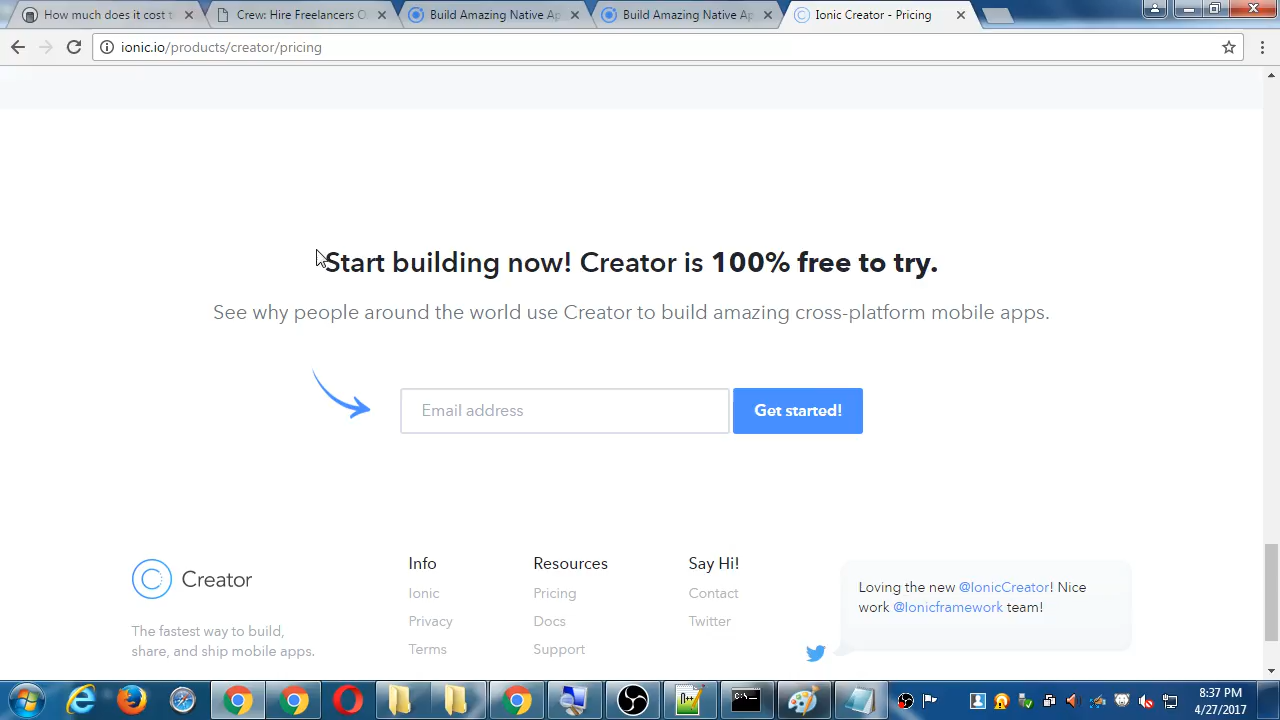 How much does it cost t
Crew: Hire Freelancers O
Build Amazing Native Ap
Build Amazing Native Ap
Ionic Creator - Pricing
ionic.io/products/creator/pricing
Start building now! Creator is 100% free to try.
See why people around the world use Creator to build amazing cross-platform mobile apps.
Email address
Get started!
Creator
The fastest way to build,
share, and ship mobile apps.
Info
Ionic
Privacy
Terms
Resources
Pricing
Docs
Support
Say Hi!
Contact
Twitter
Loving the new @IonicCreator! Nice
work @Ionicframework team!
8:37 PM
4/27/2017